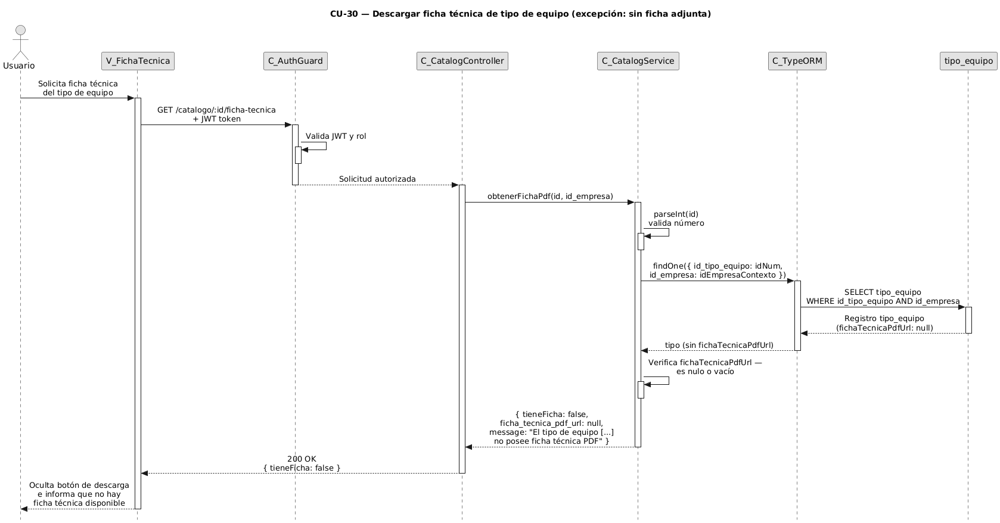 CU-30 — Descargar ficha técnica de tipo de equipo (excepción: sin ficha adjunta)
Usuario
V_FichaTecnica
C_AuthGuard
C_CatalogController
C_CatalogService
C_TypeORM
tipo_equipo
Solicita ficha técnica
del tipo de equipo
GET /catalogo/:id/ficha-tecnica
+ JWT token
Valida JWT y rol
Solicitud autorizada
obtenerFichaPdf(id, id_empresa)
parseInt(id)
valida número
findOne({ id_tipo_equipo: idNum,
id_empresa: idEmpresaContexto })
SELECT tipo_equipo
WHERE id_tipo_equipo AND id_empresa
Registro tipo_equipo
(fichaTecnicaPdfUrl: null)
tipo (sin fichaTecnicaPdfUrl)
Verifica fichaTecnicaPdfUrl —
es nulo o vacío
{ tieneFicha: false,
ficha_tecnica_pdf_url: null,
message: "El tipo de equipo [...]
no posee ficha técnica PDF" }
200 OK
{ tieneFicha: false }
Oculta botón de descarga
e informa que no hay
ficha técnica disponible